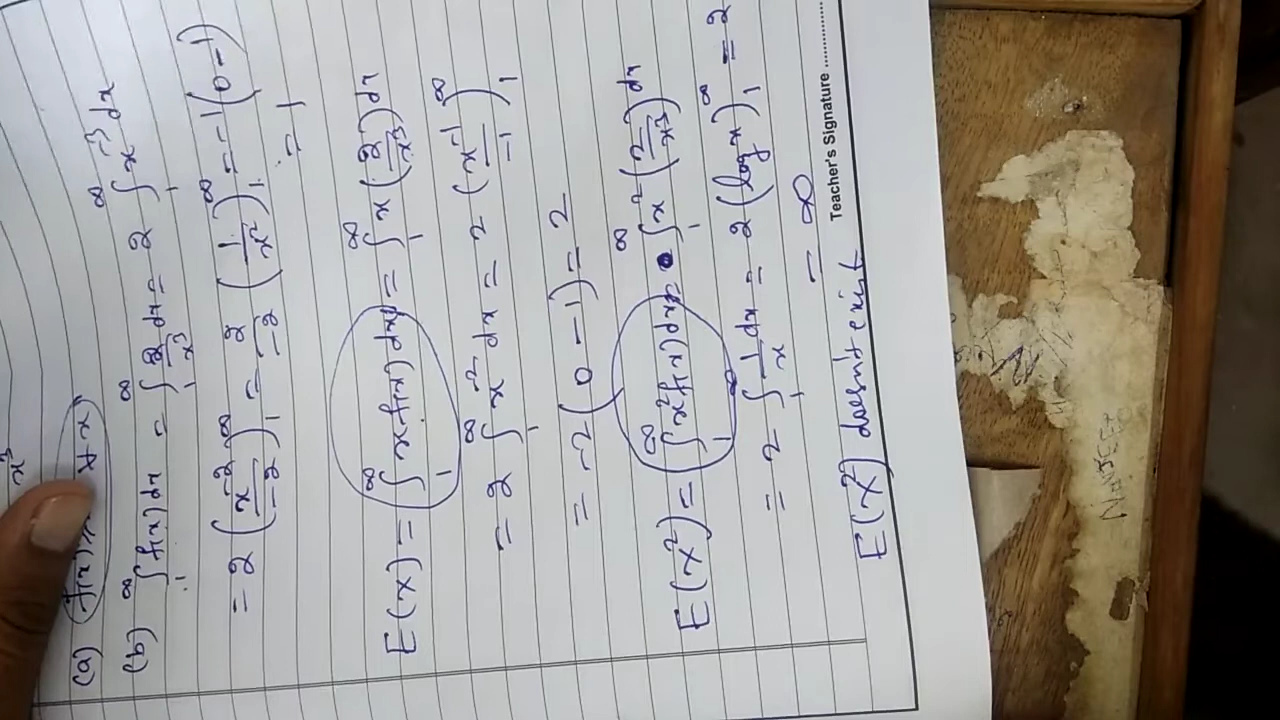 (a) f(x) ∀ x
(b) ∫₁^∞ f(x) dx = ∫₁^∞ 2/x³ dx = 2 ∫₁^∞ x⁻³ dx
= 2 (x⁻²/-2)₁^∞ = 2/-2 (1/x²)₁^∞ = -1 (0-1)
= 1
E(x) = ∫₁^∞ x f(x) dx = ∫₁^∞ x (2/x³) dx
= 2 ∫₁^∞ x⁻² dx = 2 (x⁻¹/-1)₁^∞
= -2 (0-1) = 2
E(x²) = ∫₁^∞ x² f(x) dx ∫₁^∞ x² (2/x³) dx
= 2 ∫₁^∞ 1/x dx = 2 (log x)₁^∞ = 2
= ∞
Teacher's Signature ..............
E(x²) doesn't exist